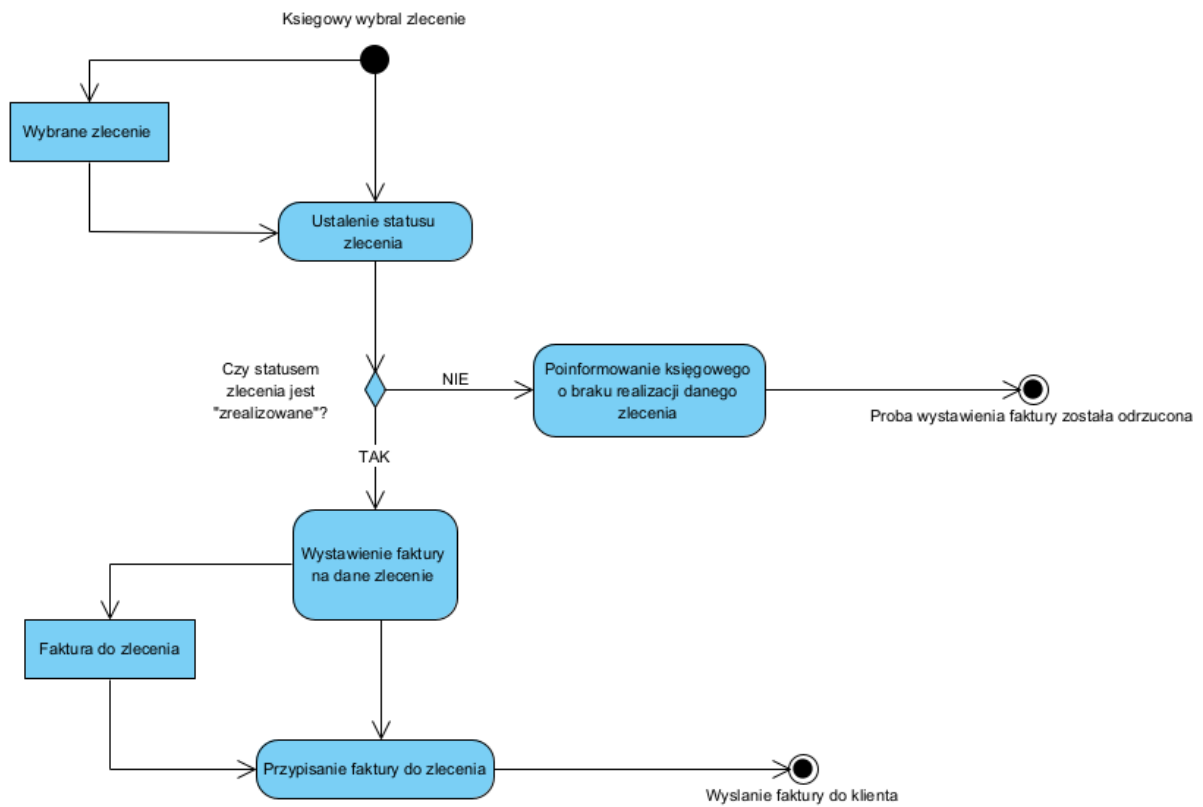 Ksiegowy wybral zlecenie
Wybrane zlecenie
Ustalenie statusu
zlecenia
Czy statusem
zlecenia jest
"zrealizowane"?
NIE
Poinformowanie księgowego
o braku realizacji danego
zlecenia
Proba wystawienia faktury została odrzucona
TAK
Wystawienie faktury
na dane zlecenie
Faktura do zlecenia
Przypisanie faktury do zlecenia
Wyslanie faktury do klienta